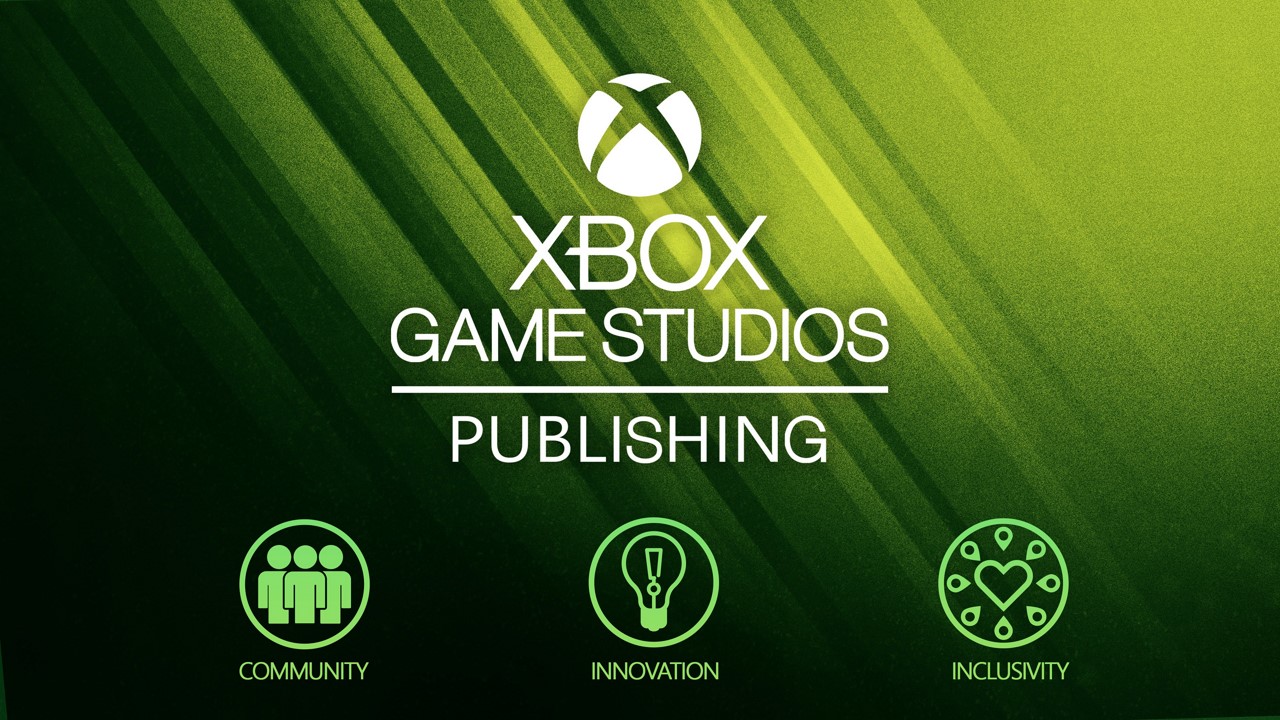 XBOX
GAME STUDIOS
PUBLISHING
COMMUNITY
INNOVATION
INCLUSIVITY